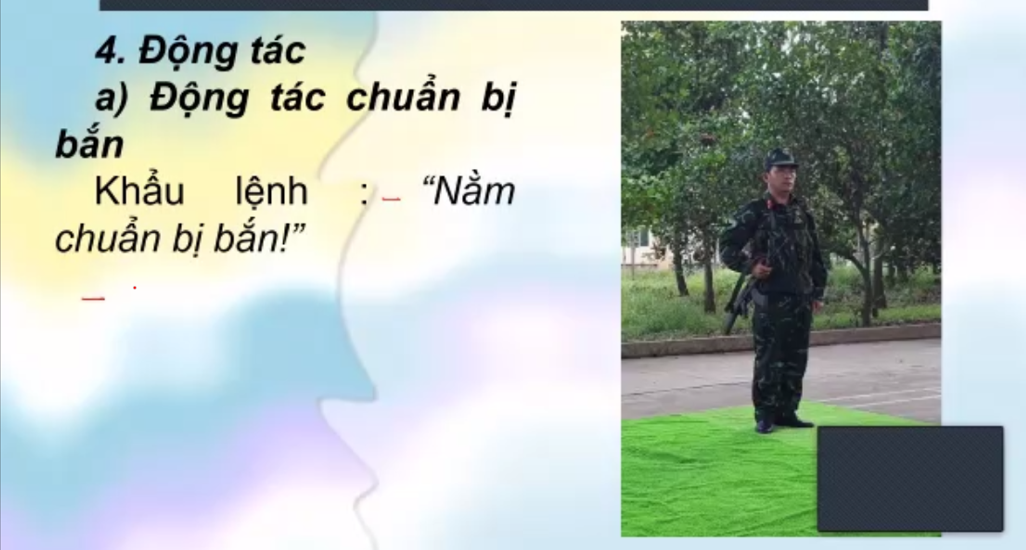 4. Động tác
a) Động tác chuẩn bị
bắn
Khẩu lệnh : “Nằm
chuẩn bị bắn!”